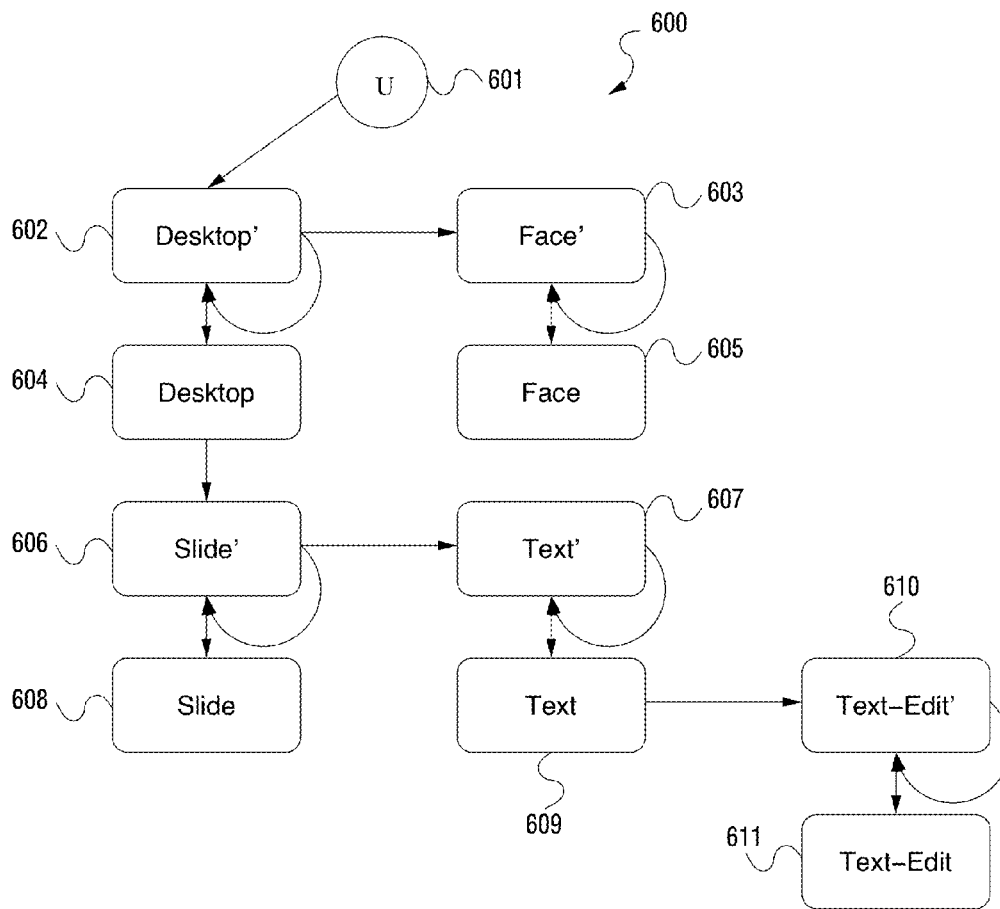 600
U
601
602
Desktop’
Face’
603
604
Desktop
Face
605
606
Slide’
Text’
607
610
608
Slide
Text
Text–Edit’
609
611
Text–Edit